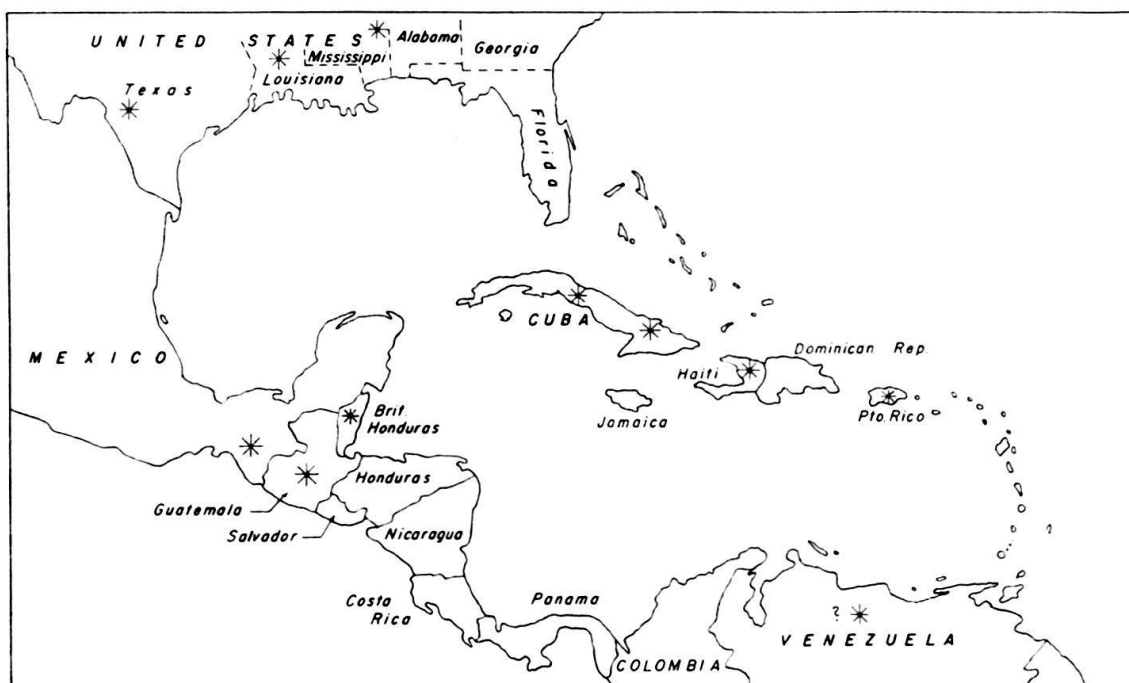 UNITED STATES
Alabama
Georgia
Mississippi
Louisiana
Texas
Florida
CUBA
MEXICO
Dominican Rep.
Haiti
Jamaica
Pto. Rico
Brit.
Honduras
Honduras
Guatemala
Salvador
Nicaragua
Costa
Rica
Panama
?
VENEZUELA
COLOMBIA